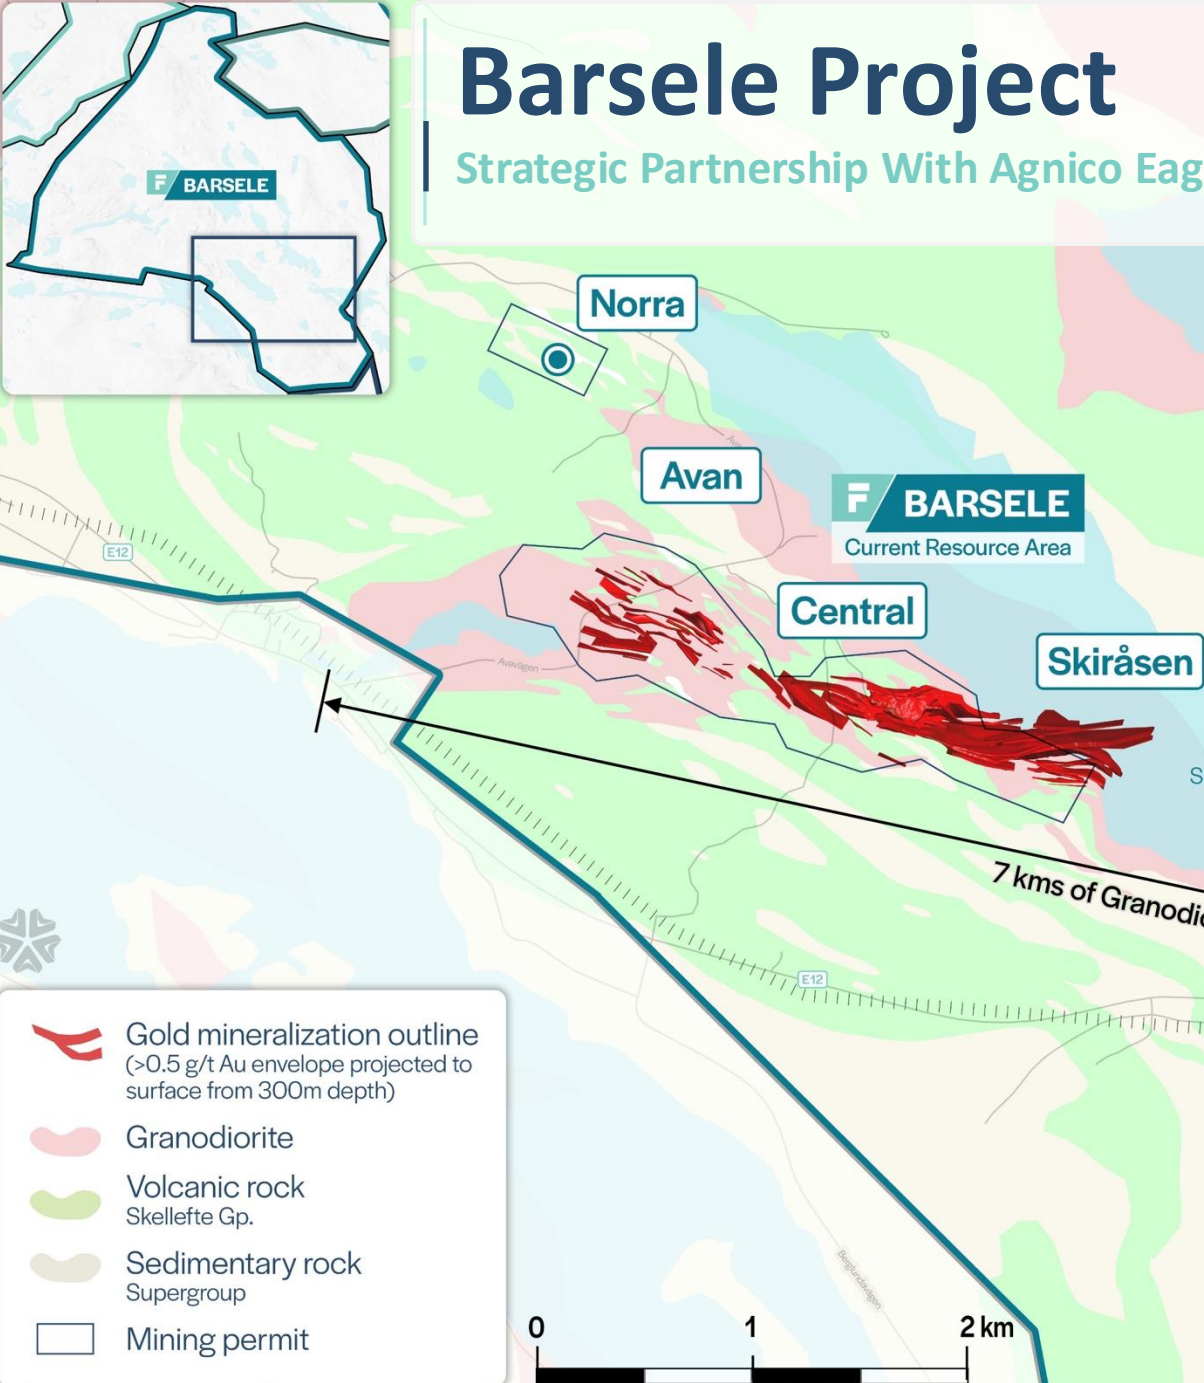 Barsele Project
Strategic Partnership With Agnico Eag
F BARSELE
Norra
Avan
F BARSELE
Current Resource Area
Central
Skiråsen
E12
Avavägen
S
7 kms of Granodi
E12
Berglundavägen
Gold mineralization outline
(>0.5 g/t Au envelope projected to
surface from 300m depth)
Granodiorite
Volcanic rock
Skellefte Gp.
Sedimentary rock
Supergroup
Mining permit
0 1 2 km